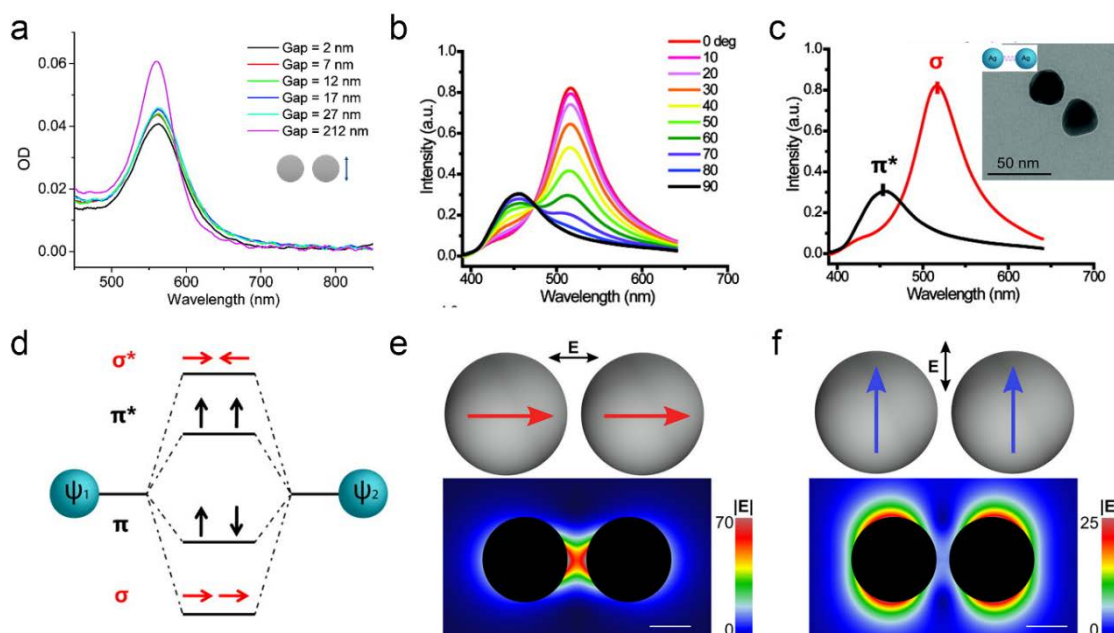 a
OD
0.06
0.04
0.02
0.00
500
600
700
800
Wavelength (nm)
Gap = 2 nm
Gap = 7 nm
Gap = 12 nm
Gap = 17 nm
Gap = 27 nm
Gap = 212 nm
b
Intensity (a.u.)
1.0
0.8
0.6
0.4
0.2
0.0
400
500
600
700
Wavelength (nm)
0 deg
10
20
30
40
50
60
70
80
90
c
Intensity (a.u.)
1.0
0.8
0.6
0.4
0.2
0.0
400
500
600
700
Wavelength (nm)
σ
π*
Ag
Ag
50 nm
d
σ*
π*
ψ1
ψ2
π
σ
e
E
|E|
70
0
f
E
|E|
25
0